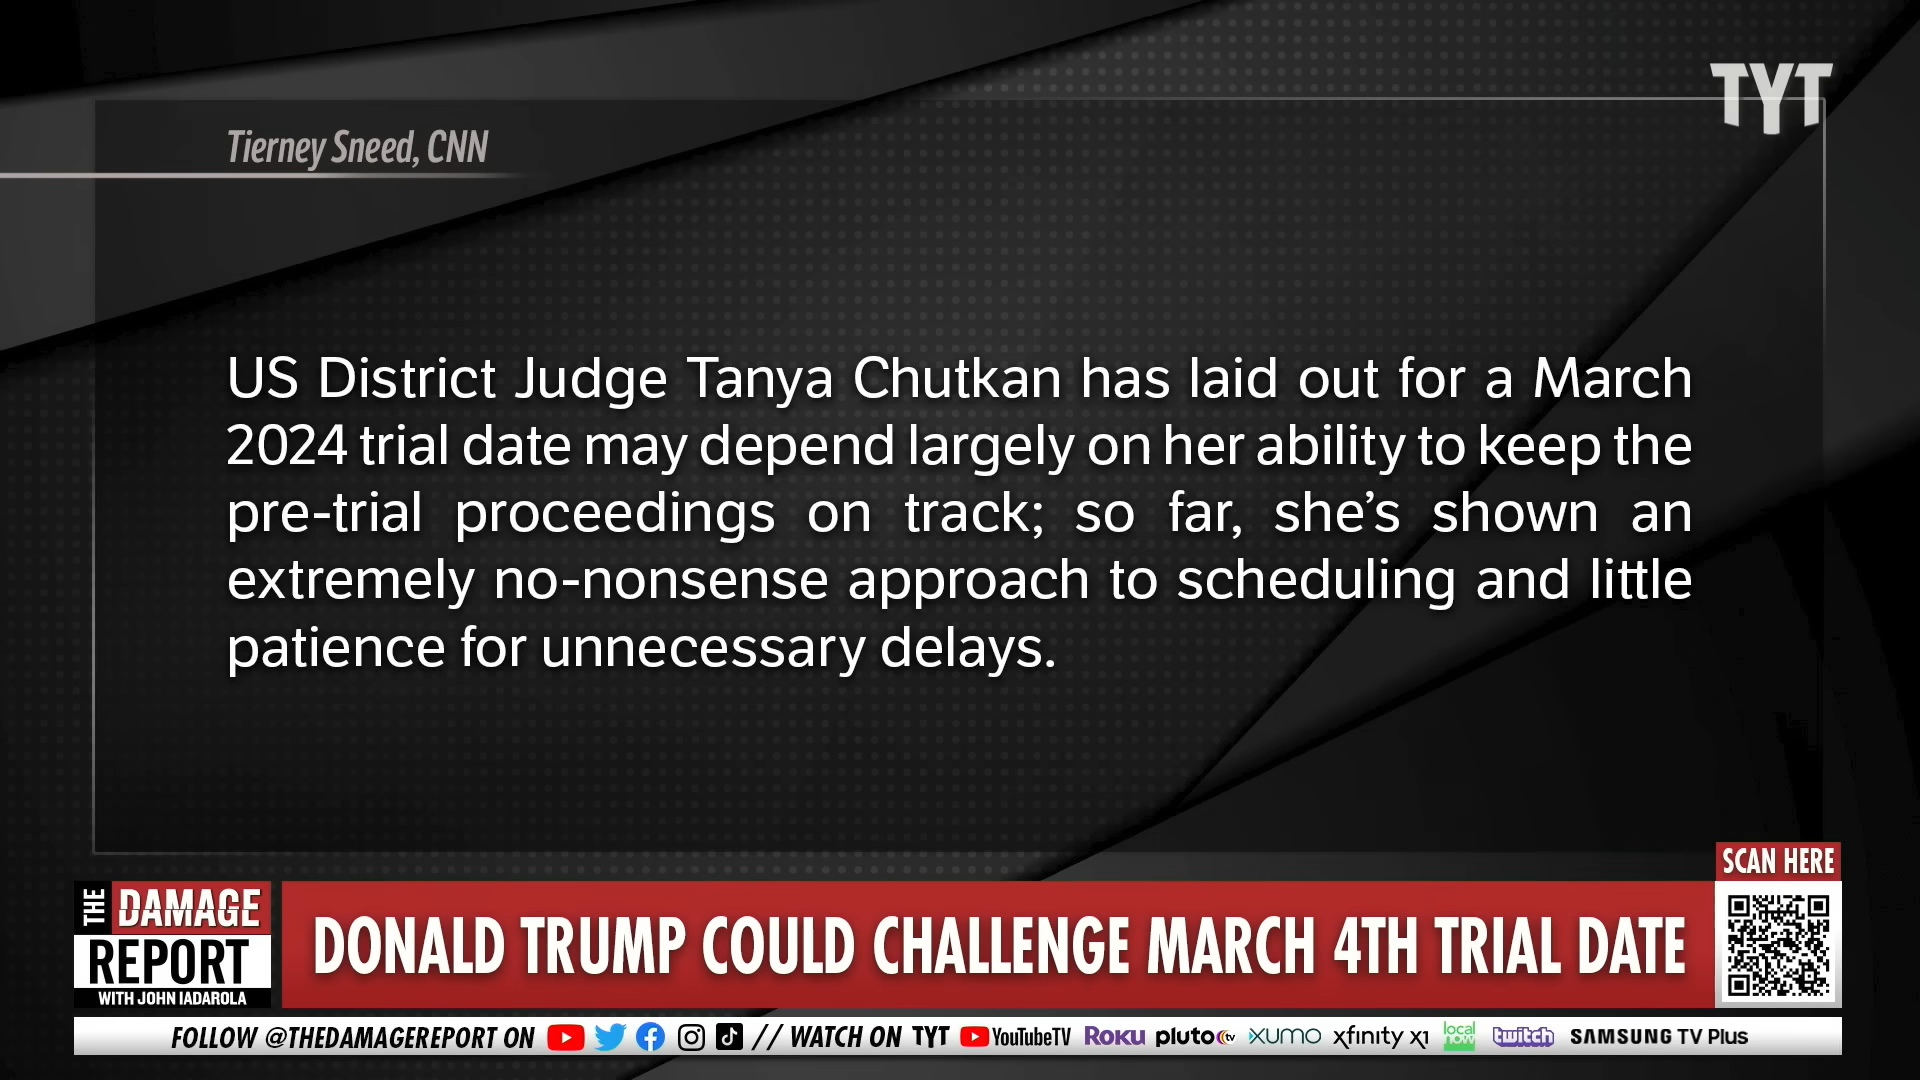 TYT
Tierney Sneed, CNN
US District Judge Tanya Chutkan has laid out for a March
2024 trial date may depend largely on her ability to keep the
pre-trial proceedings on track; so far, she’s shown an
extremely no-nonsense approach to scheduling and little
patience for unnecessary delays.
SCAN HERE
THE DAMAGE
REPORT
WITH JOHN IADAROLA
DONALD TRUMP COULD CHALLENGE MARCH 4TH TRIAL DATE
FOLLOW @THEDAMAGEREPORT ON // WATCH ON TYT YouTubeTV ROKU pluto tv XUMO xfinity x1 local now twitch SAMSUNG TV Plus